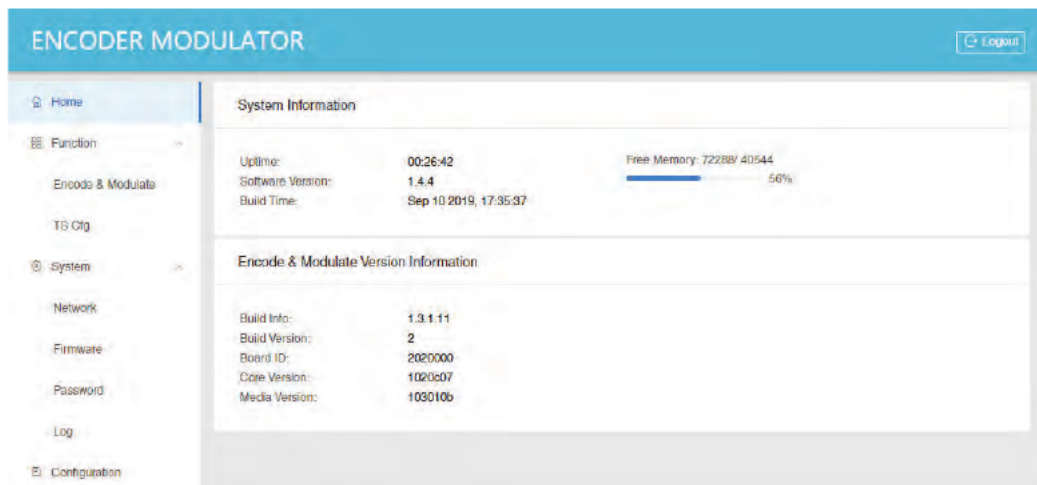 ENCODER MODULATOR
Logout
Home
Function
Encode & Modulate
TS Cfg
System
Network
Firmware
Password
Log
Configuration
System Information
Uptime: 00:26:42
Software Version: 1.4.4
Build Time: Sep 10 2019, 17:35:37
Free Memory: 72288/ 40544
56%
Encode & Modulate Version Information
Build Info: 1.3.1.11
Build Version: 2
Board ID: 2020000
Core Version: 1020c07
Media Version: 103010b